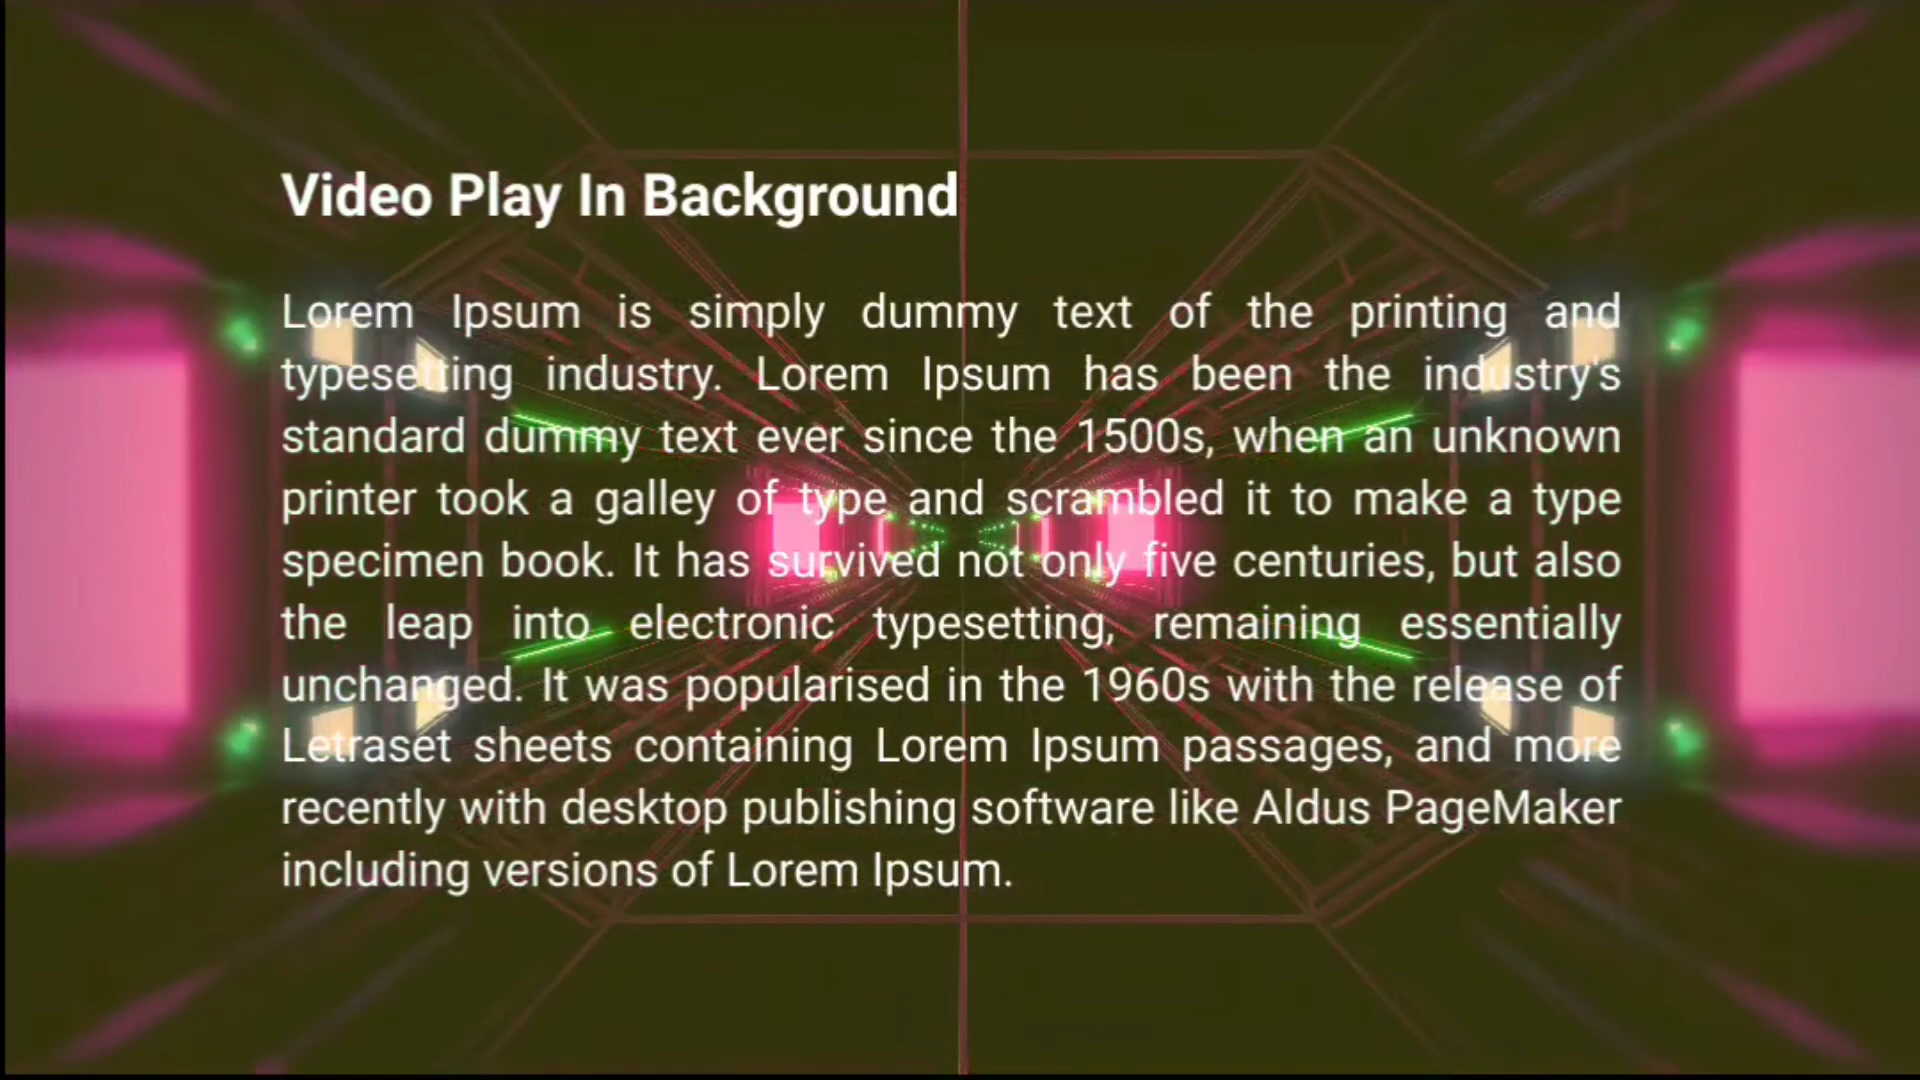 Video Play In Background
Lorem Ipsum is simply dummy text of the printing and
typesetting industry. Lorem Ipsum has been the industry's
standard dummy text ever since the 1500s, when an unknown
printer took a galley of type and scrambled it to make a type
specimen book. It has survived not only five centuries, but also
the leap into electronic typesetting, remaining essentially
unchanged. It was popularised in the 1960s with the release of
Letraset sheets containing Lorem Ipsum passages, and more
recently with desktop publishing software like Aldus PageMaker
including versions of Lorem Ipsum.